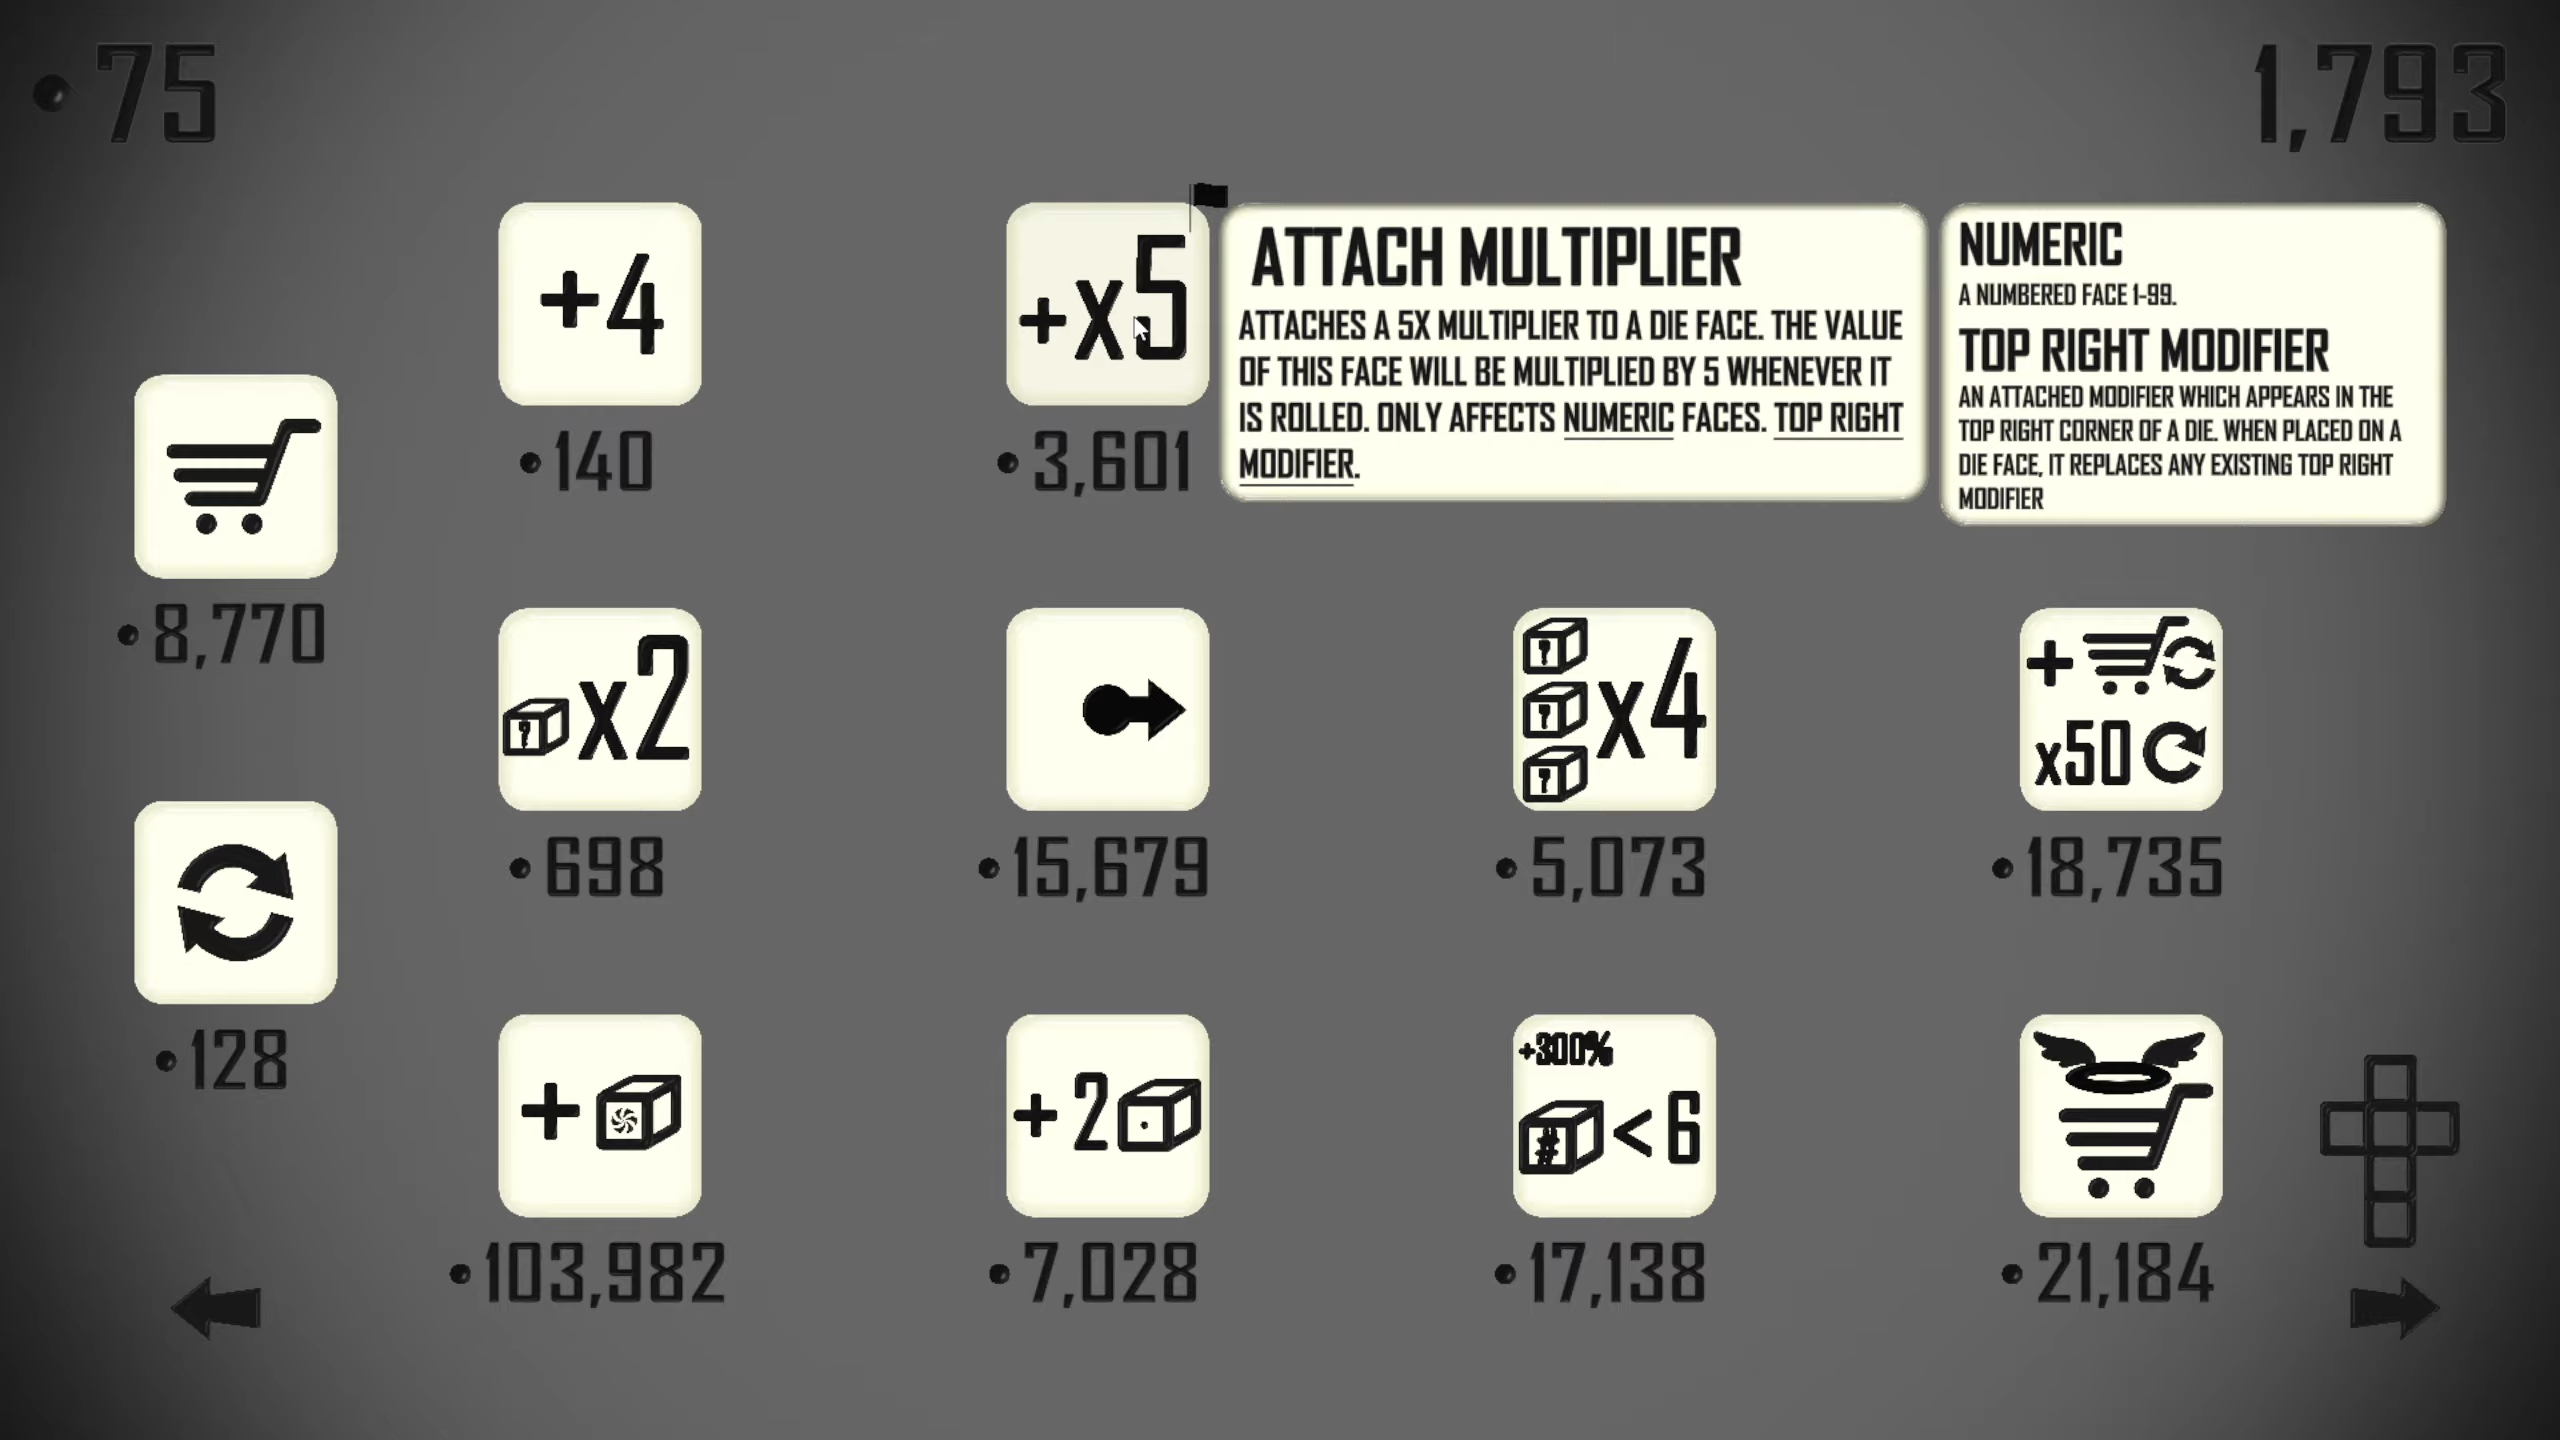 75
1,793
+4
140
+x5
3,601
ATTACH MULTIPLIER
ATTACHES A 5X MULTIPLIER TO A DIE FACE. THE VALUE
OF THIS FACE WILL BE MULTIPLIED BY 5 WHENEVER IT
IS ROLLED. ONLY AFFECTS NUMERIC FACES. TOP RIGHT
MODIFIER.
NUMERIC
A NUMBERED FACE 1-99.
TOP RIGHT MODIFIER
AN ATTACHED MODIFIER WHICH APPEARS IN THE
TOP RIGHT CORNER OF A DIE. WHEN PLACED ON A
DIE FACE, IT REPLACES ANY EXISTING TOP RIGHT
MODIFIER
8,770
x2
698
15,679
x4
5,073
+
x50
18,735
128
+
103,982
+2
7,028
+300%
# < 6
17,138
21,184